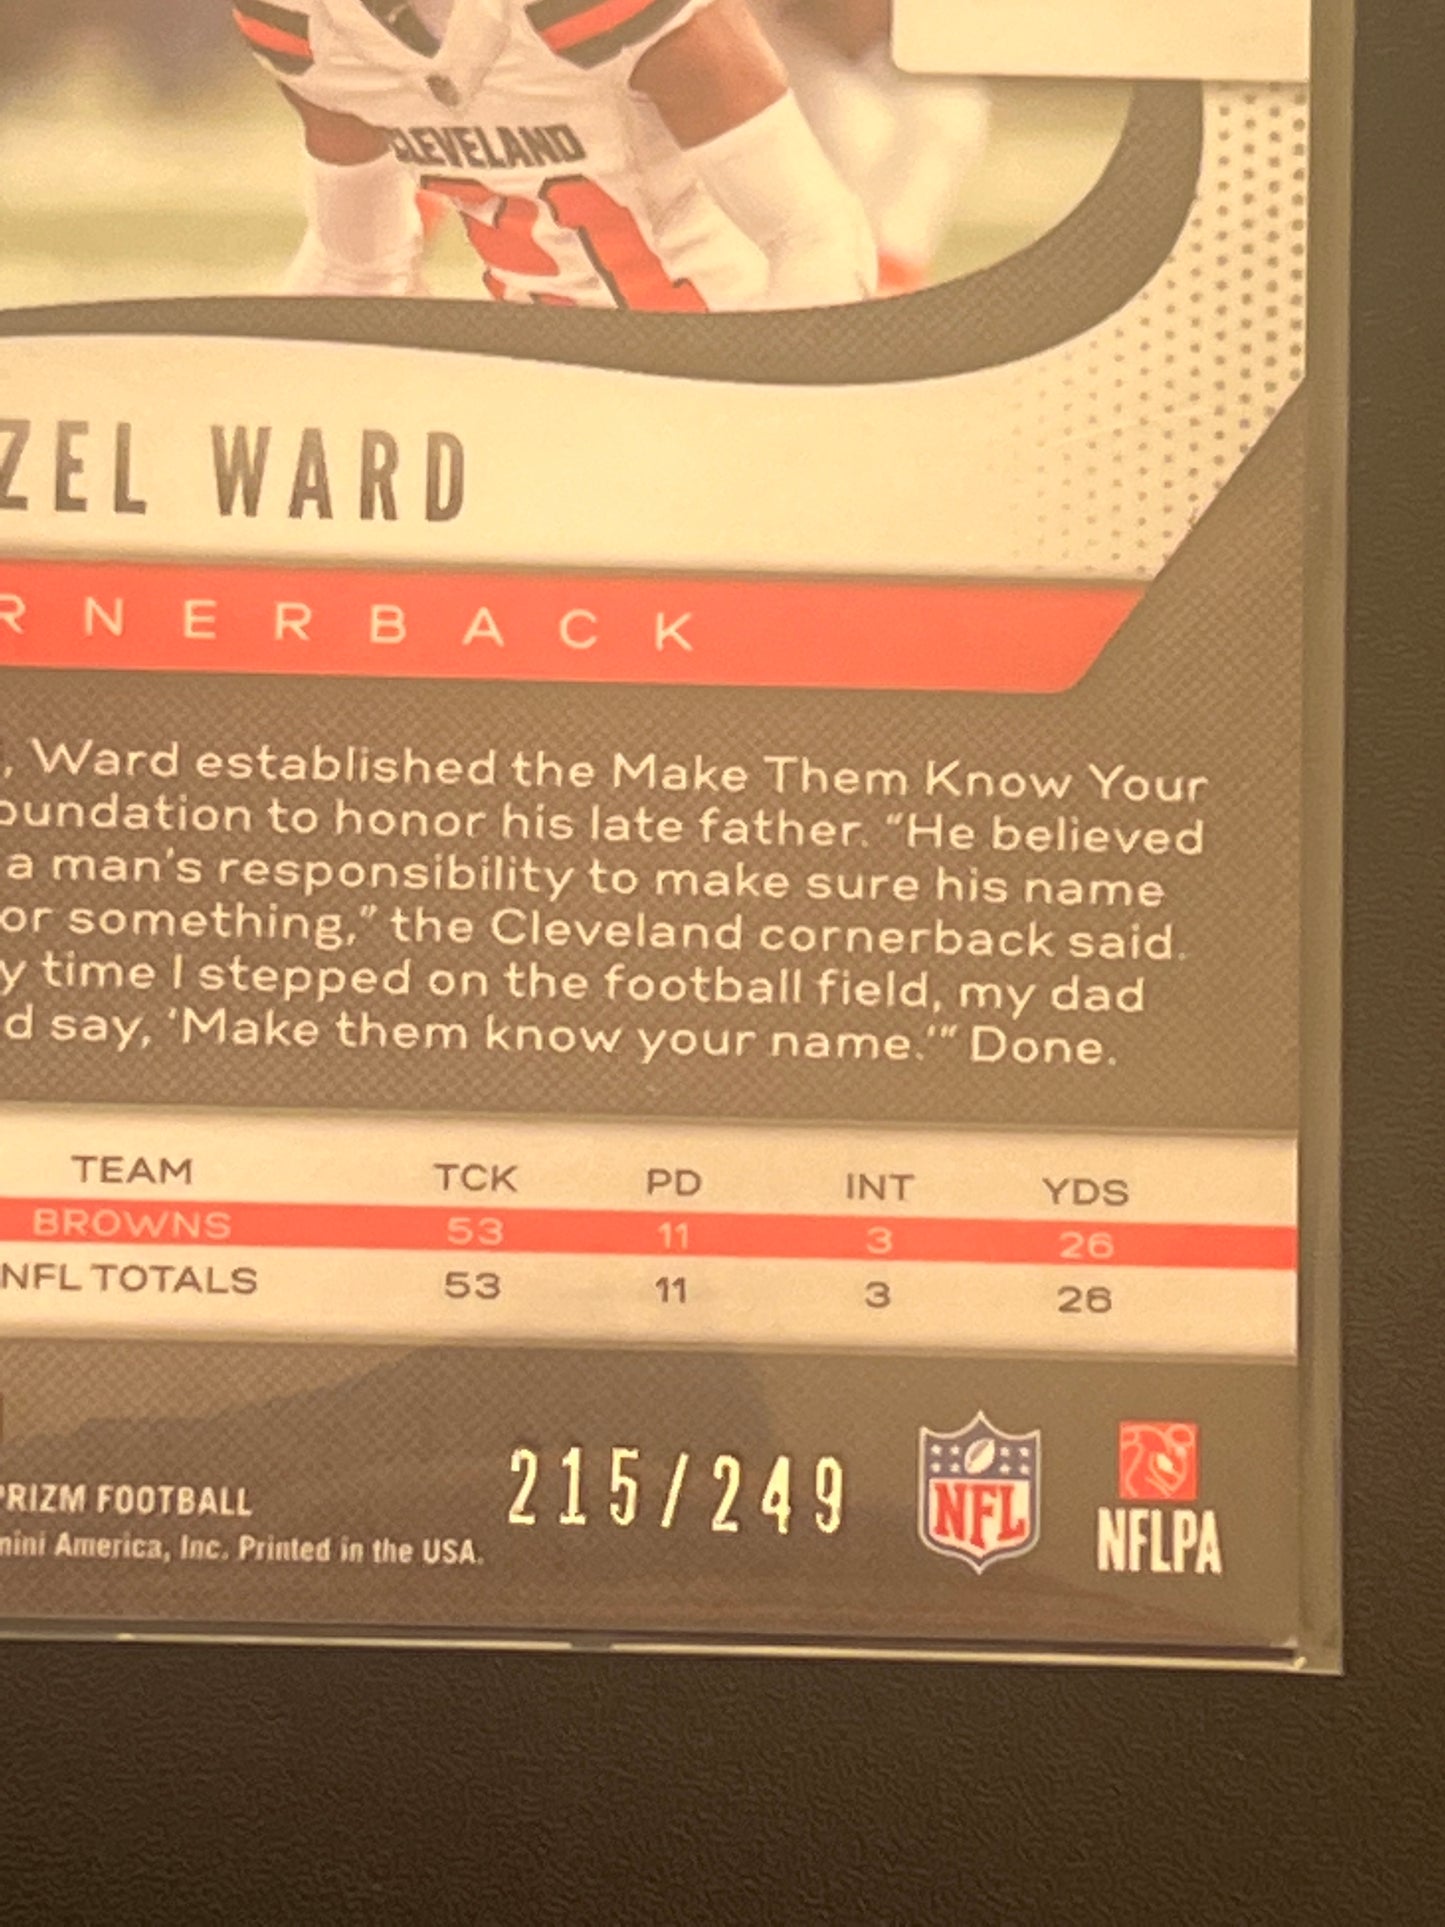 CLEVELAND
21
ZEL WARD
RNERBACK
, Ward established the Make Them Know Your
oundation to honor his late father. “He believed
a man's responsibility to make sure his name
or something,” the Cleveland cornerback said.
y time I stepped on the football field, my dad
d say, ‘Make them know your name.’” Done.
TEAM TCK PD INT YDS
BROWNS 53 11 3 26
NFL TOTALS 53 11 3 26
PRIZM FOOTBALL
nini America, Inc. Printed in the USA.
215/249
NFL
NFLPA